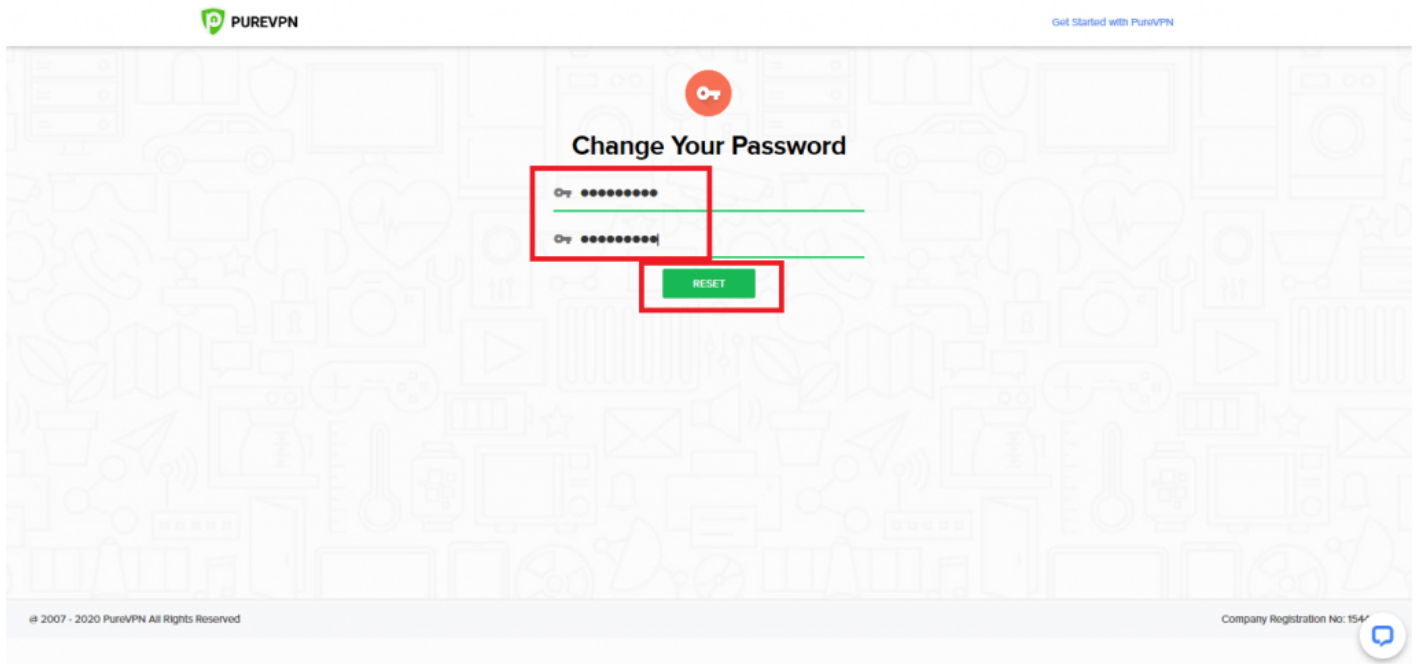 PUREVPN
Get Started with PureVPN
Change Your Password
RESET
@ 2007 - 2020 PureVPN All Rights Reserved
Company Registration No: